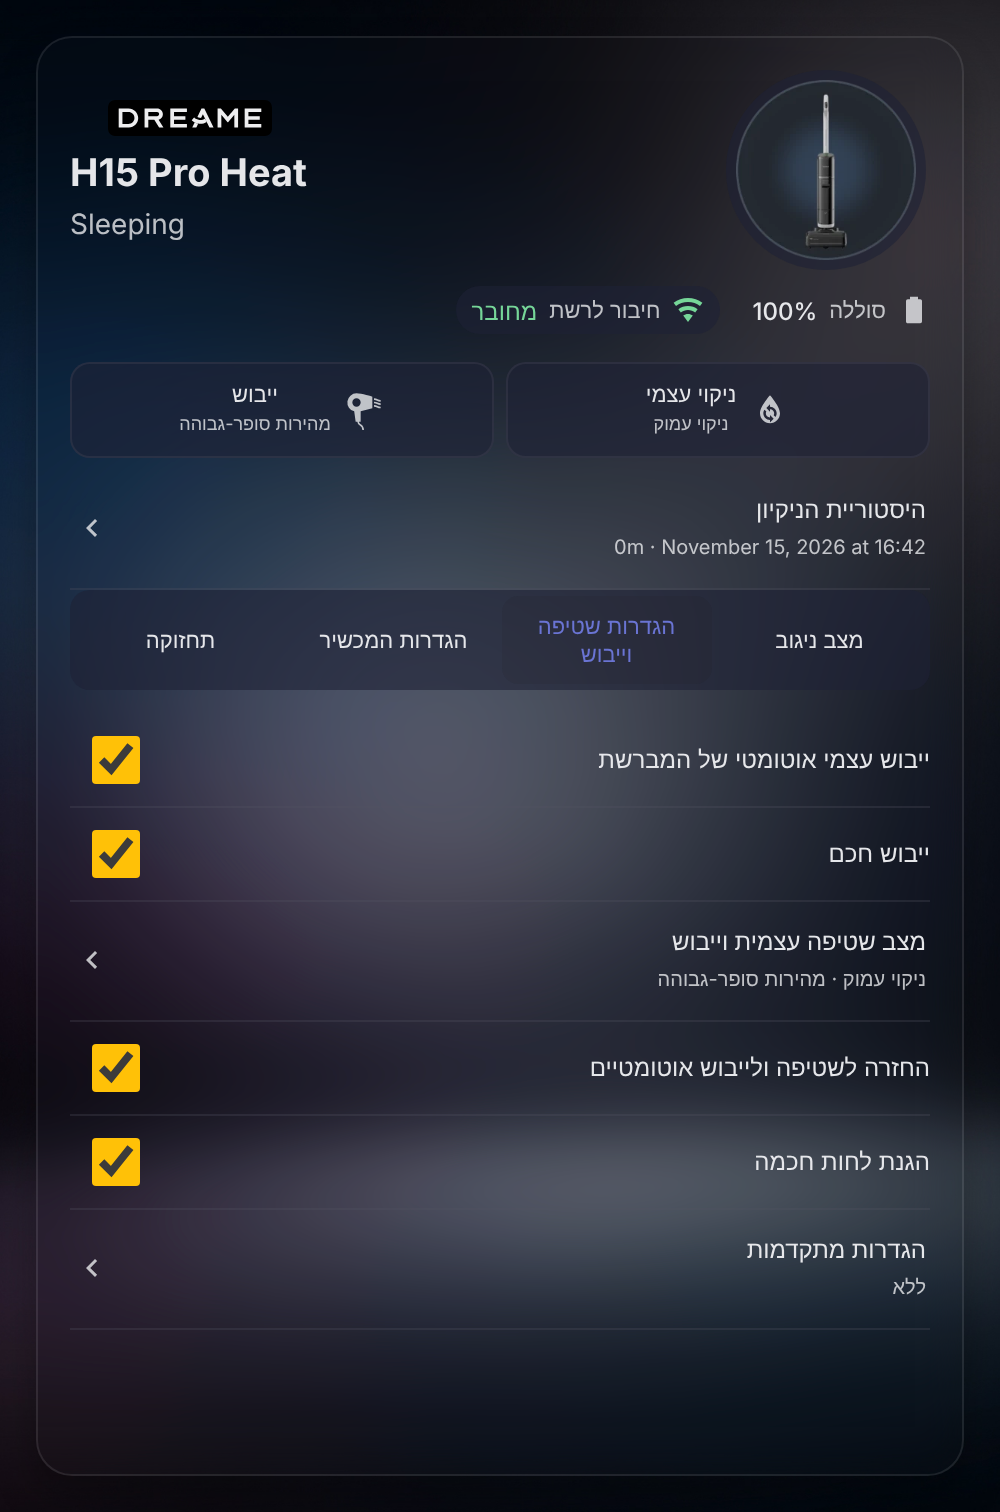 DREAME
H15 Pro Heat
Sleeping
סוללה 100%
חיבור לרשת מחובר
ניקוי עצמי
ניקוי עמוק
ייבוש
מהירות סופר-גבוהה
היסטוריית הניקיון
0m · November 15, 2026 at 16:42
מצב ניגוב
הגדרות שטיפה
וייבוש
הגדרות המכשיר
תחזוקה
ייבוש עצמי אוטומטי של המברשת
ייבוש חכם
מצב שטיפה עצמית וייבוש
ניקוי עמוק · מהירות סופר-גבוהה
החזרה לשטיפה ולייבוש אוטומטיים
הגנת לחות חכמה
הגדרות מתקדמות
ללא